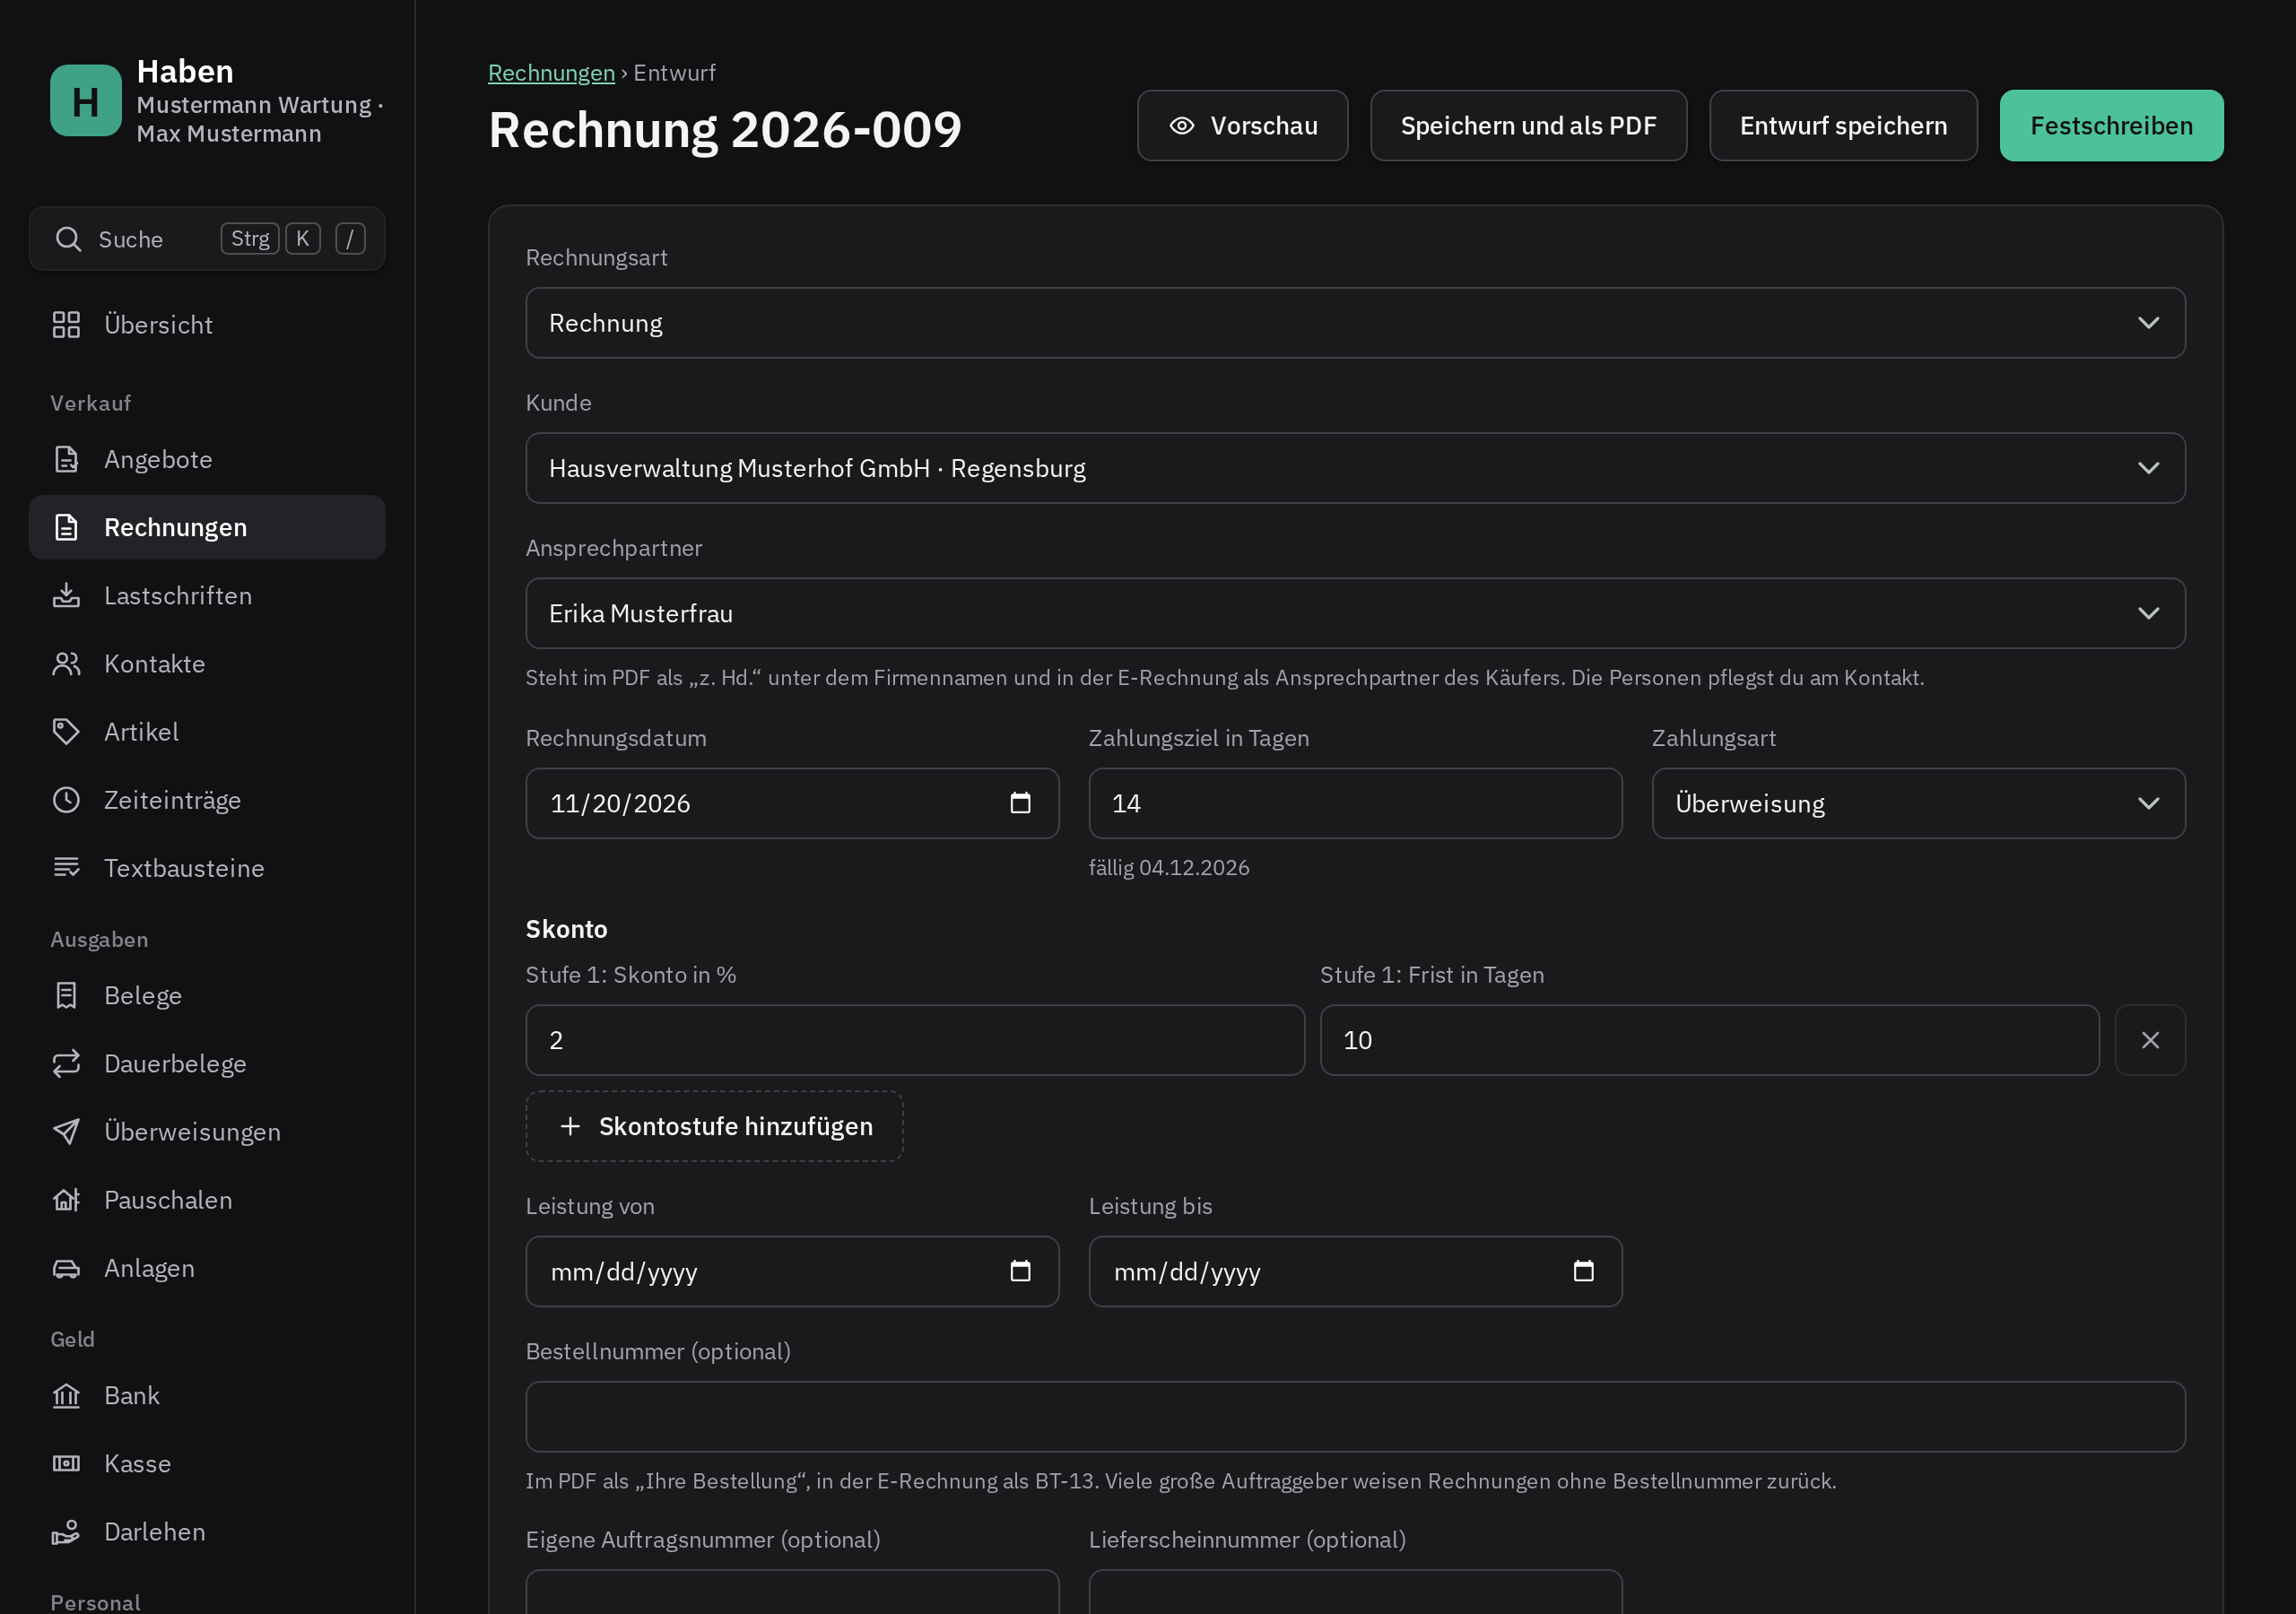 H
Haben
Mustermann Wartung ·
Max Mustermann
Suche Strg K /
Übersicht
Verkauf
Angebote
Rechnungen
Lastschriften
Kontakte
Artikel
Zeiteinträge
Textbausteine
Ausgaben
Belege
Dauerbelege
Überweisungen
Pauschalen
Anlagen
Geld
Bank
Kasse
Darlehen
Personal
Rechnungen › Entwurf
Rechnung 2026-009
Vorschau
Speichern und als PDF
Entwurf speichern
Festschreiben
Rechnungsart
Rechnung
Kunde
Hausverwaltung Musterhof GmbH · Regensburg
Ansprechpartner
Erika Musterfrau
Steht im PDF als „z. Hd.“ unter dem Firmennamen und in der E-Rechnung als Ansprechpartner des Käufers. Die Personen pflegst du am Kontakt.
Rechnungsdatum
11/20/2026
Zahlungsziel in Tagen
14
fällig 04.12.2026
Zahlungsart
Überweisung
Skonto
Stufe 1: Skonto in %
2
Stufe 1: Frist in Tagen
10
Skontostufe hinzufügen
Leistung von
mm/dd/yyyy
Leistung bis
mm/dd/yyyy
Bestellnummer (optional)
Im PDF als „Ihre Bestellung“, in der E-Rechnung als BT-13. Viele große Auftraggeber weisen Rechnungen ohne Bestellnummer zurück.
Eigene Auftragsnummer (optional)
Lieferscheinnummer (optional)